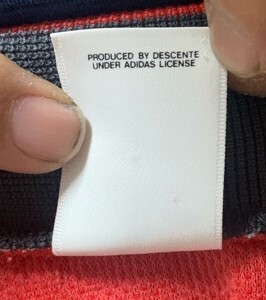 PRODUCED BY DESCENTE
UNDER ADIDAS LICENSE